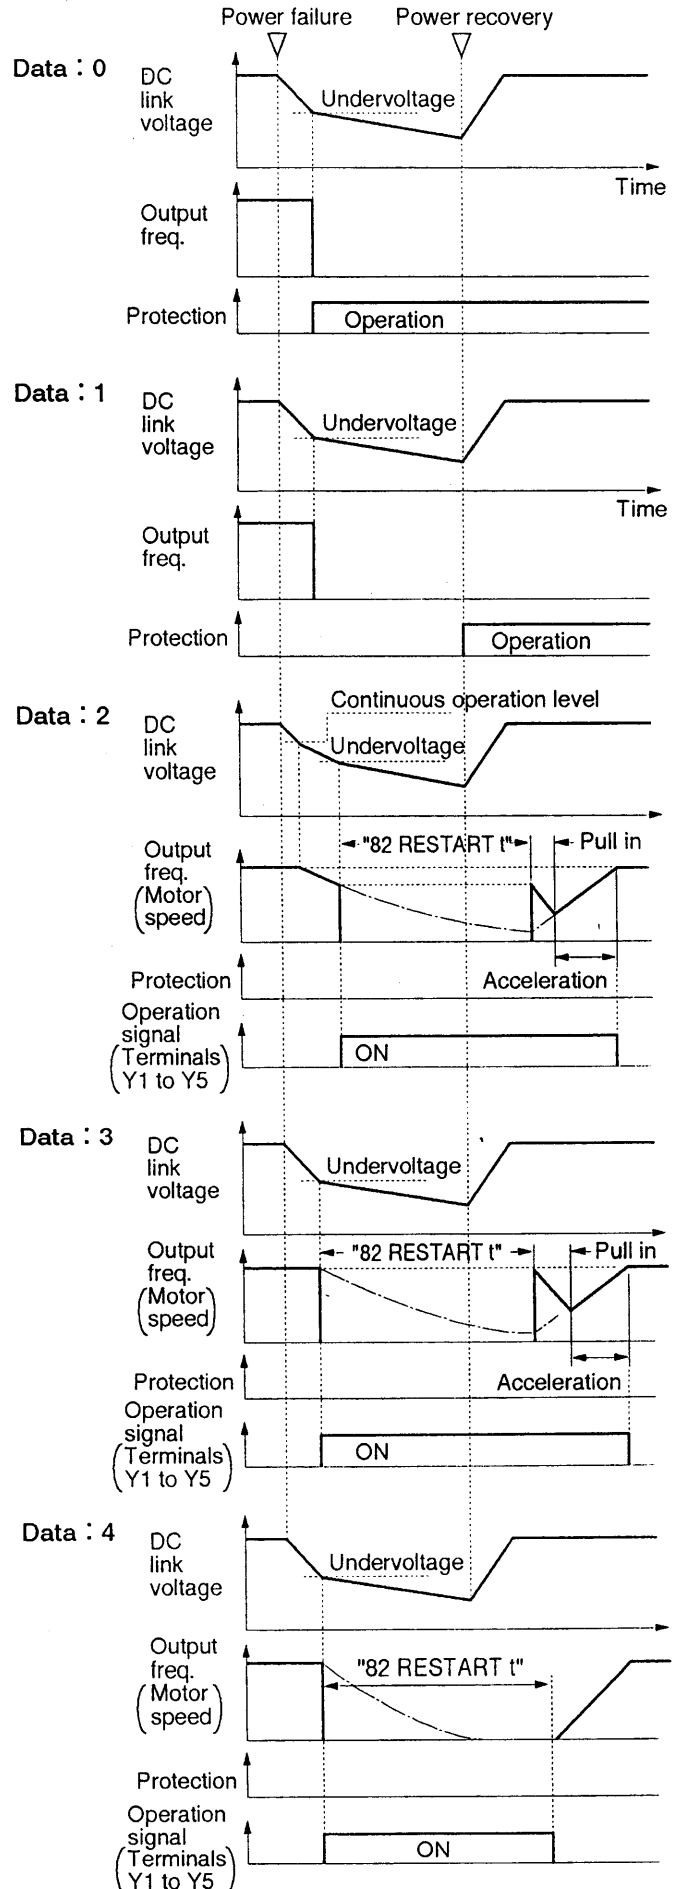 Power failure
Power recovery
Data : 0
DC
link
voltage
Undervoltage
Time
Output
freq.
Protection
Operation
Data : 1
DC
link
voltage
Undervoltage
Time
Output
freq.
Protection
Operation
Data : 2
DC
link
voltage
Continuous operation level
Undervoltage
Output
freq.
(Motor
speed)
"82 RESTART t"
Pull in
Acceleration
Protection
Operation
signal
(Terminals
Y1 to Y5)
ON
Data : 3
DC
link
voltage
Undervoltage
Output
freq.
(Motor
speed)
"82 RESTART t"
Pull in
Acceleration
Protection
Operation
signal
(Terminals
Y1 to Y5)
ON
Data : 4
DC
link
voltage
Undervoltage
Output
freq.
(Motor
speed)
"82 RESTART t"
Protection
Operation
signal
(Terminals
Y1 to Y5)
ON